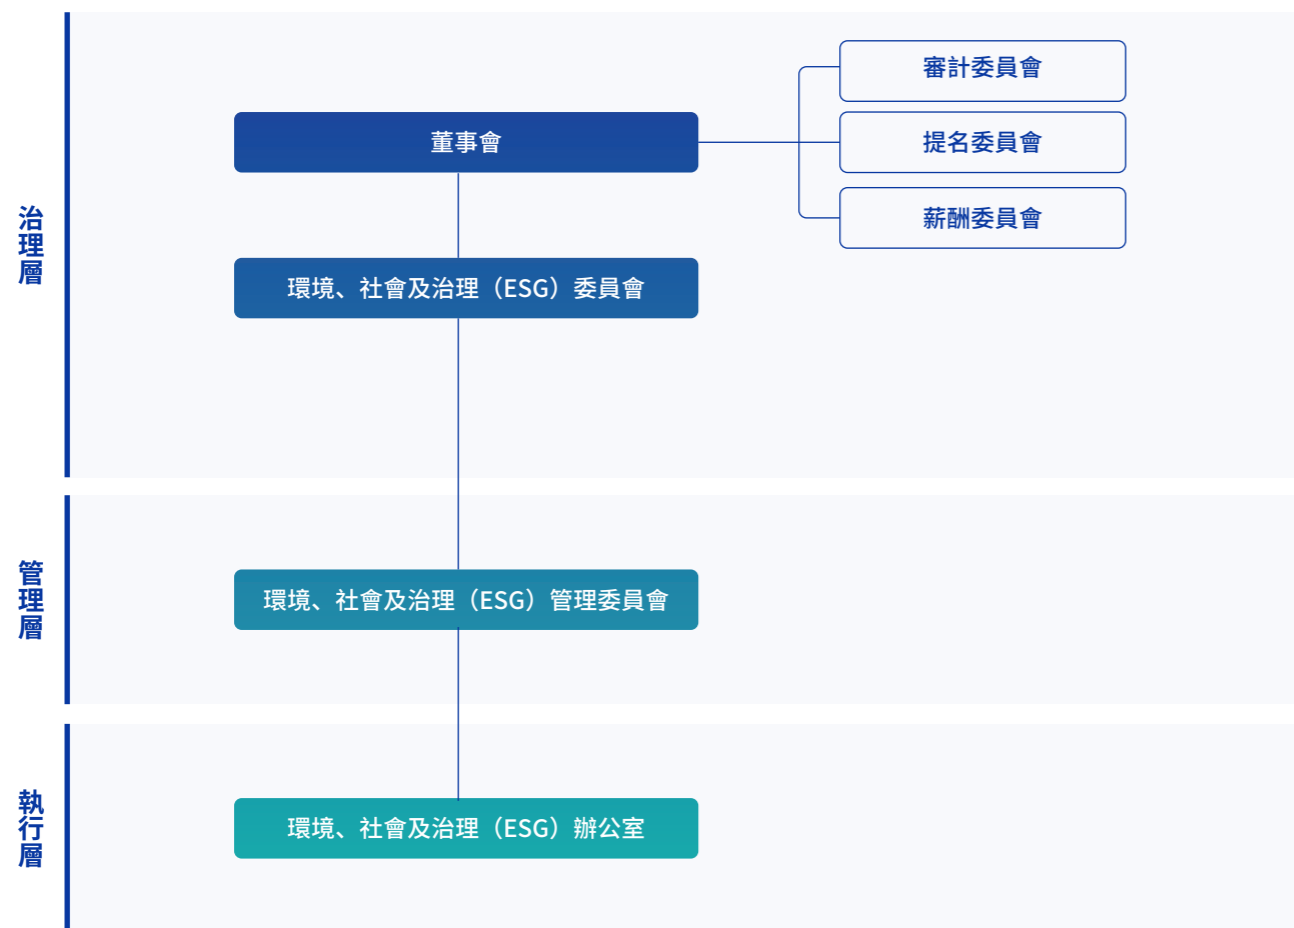 治理層
董事會
審計委員會
提名委員會
薪酬委員會
環境、社會及治理（ESG）委員會
管理層
環境、社會及治理（ESG）管理委員會
執行層
環境、社會及治理（ESG）辦公室